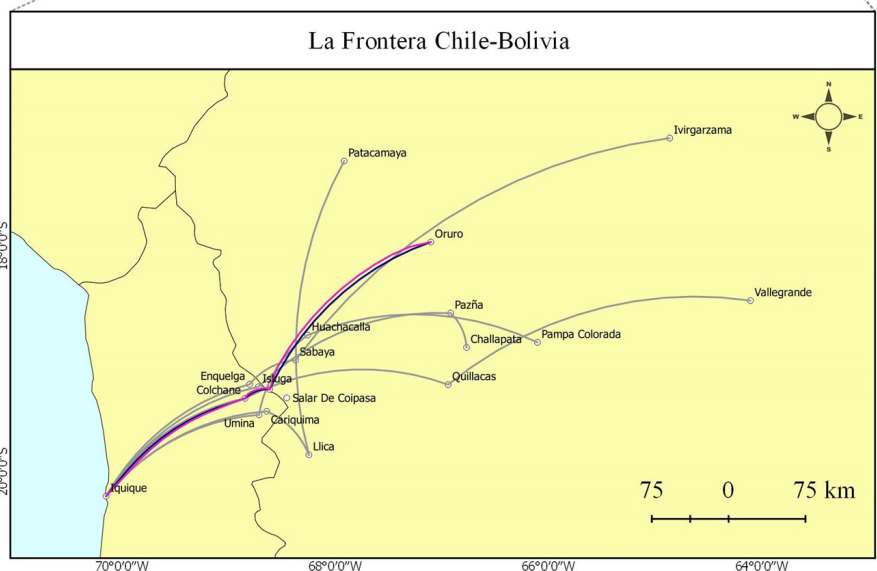 La Frontera Chile-Bolivia
N
W
E
S
Ivirgarzama
Patacamaya
Oruro
18°0'0"S
Vallegrande
Pazña
Huachacalla
Pampa Colorada
Challapata
Sabaya
Enquelga
Isluga
Quillacas
Colchane
Salar De Coipasa
Umina
Cariquima
Llica
20°0'0"S
Iquique
75
0
75 km
70°0'0"W
68°0'0"W
66°0'0"W
64°0'0"W